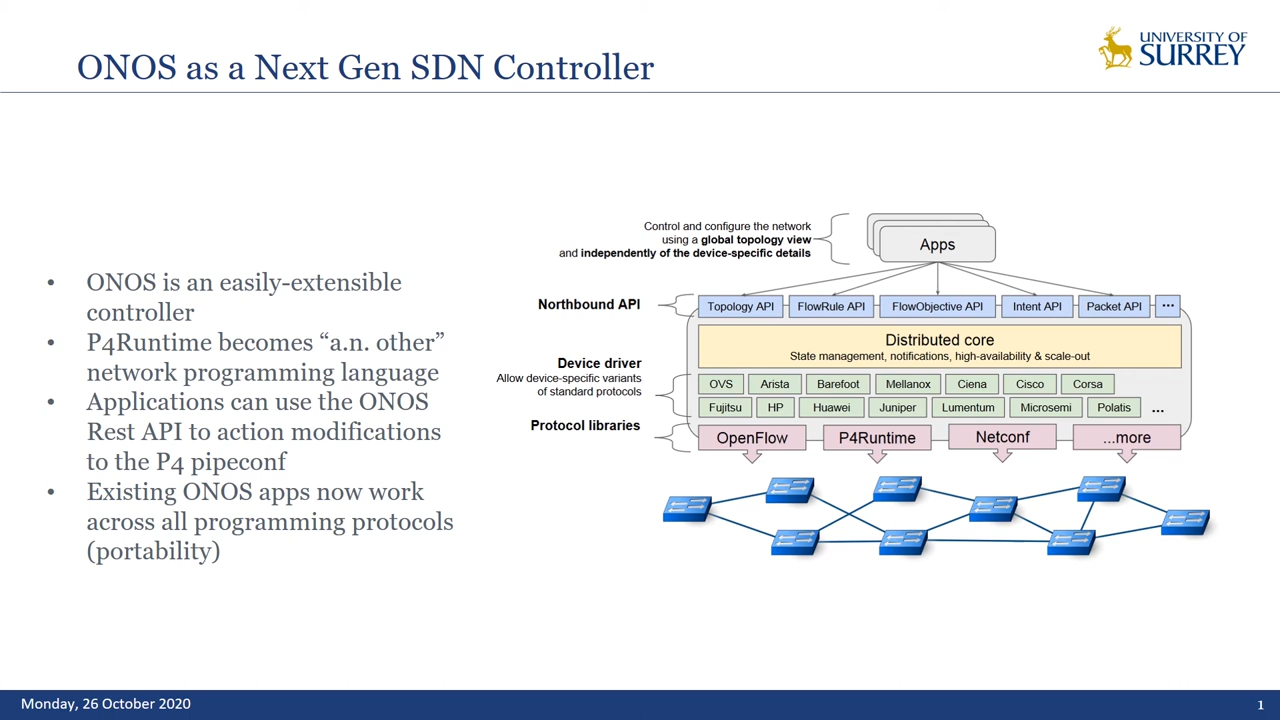 ONOS as a Next Gen SDN Controller
UNIVERSITY OF
SURREY
• ONOS is an easily-extensible
controller
• P4Runtime becomes “a.n. other”
network programming language
• Applications can use the ONOS
Rest API to action modifications
to the P4 pipeconf
• Existing ONOS apps now work
across all programming protocols
(portability)
Control and configure the network
using a global topology view
and independently of the device-specific details
Apps
Northbound API
Topology API FlowRule API FlowObjective API Intent API Packet API ...
Distributed core
State management, notifications, high-availability & scale-out
Device driver
Allow device-specific variants
of standard protocols
OVS Arista Barefoot Mellanox Ciena Cisco Corsa
Fujitsu HP Huawei Juniper Lumentum Microsemi Polatis ...
Protocol libraries
OpenFlow P4Runtime Netconf ...more
Monday, 26 October 2020
1